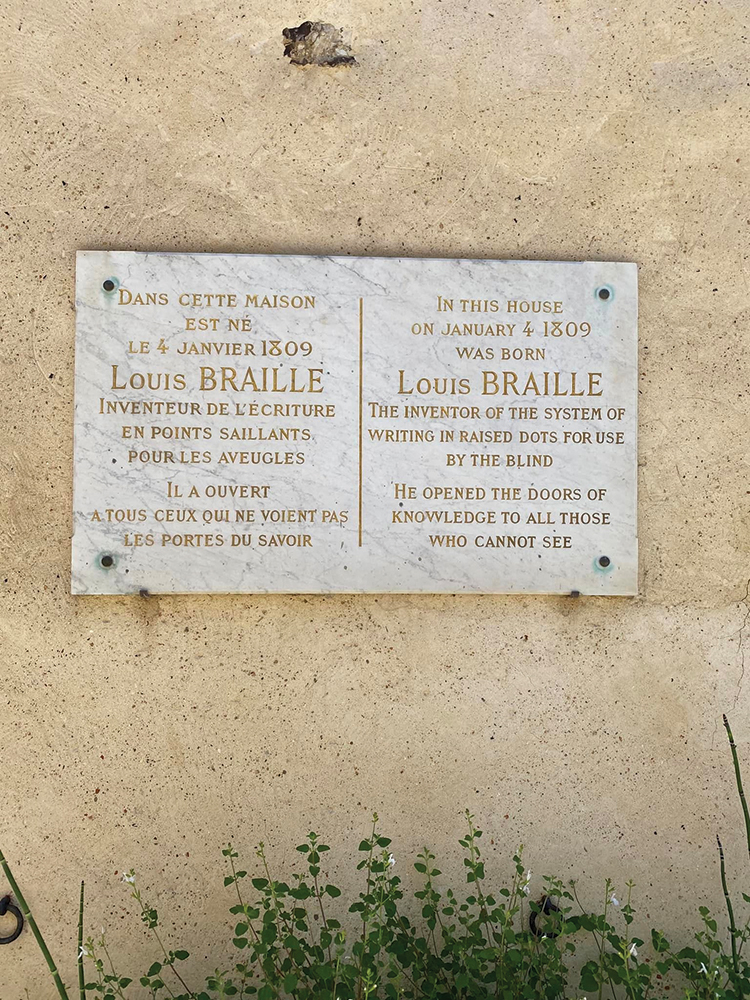 Dans cette maison
est né
le 4 janvier 1809
Louis BRAILLE
Inventeur de l'écriture
en points saillants
pour les aveugles
Il a ouvert
a tous ceux qui ne voient pas
les portes du savoir
In this house
on January 4 1809
was born
Louis BRAILLE
The inventor of the system of
writing in raised dots for use
by the blind
He opened the doors of
knowledge to all those
who cannot see